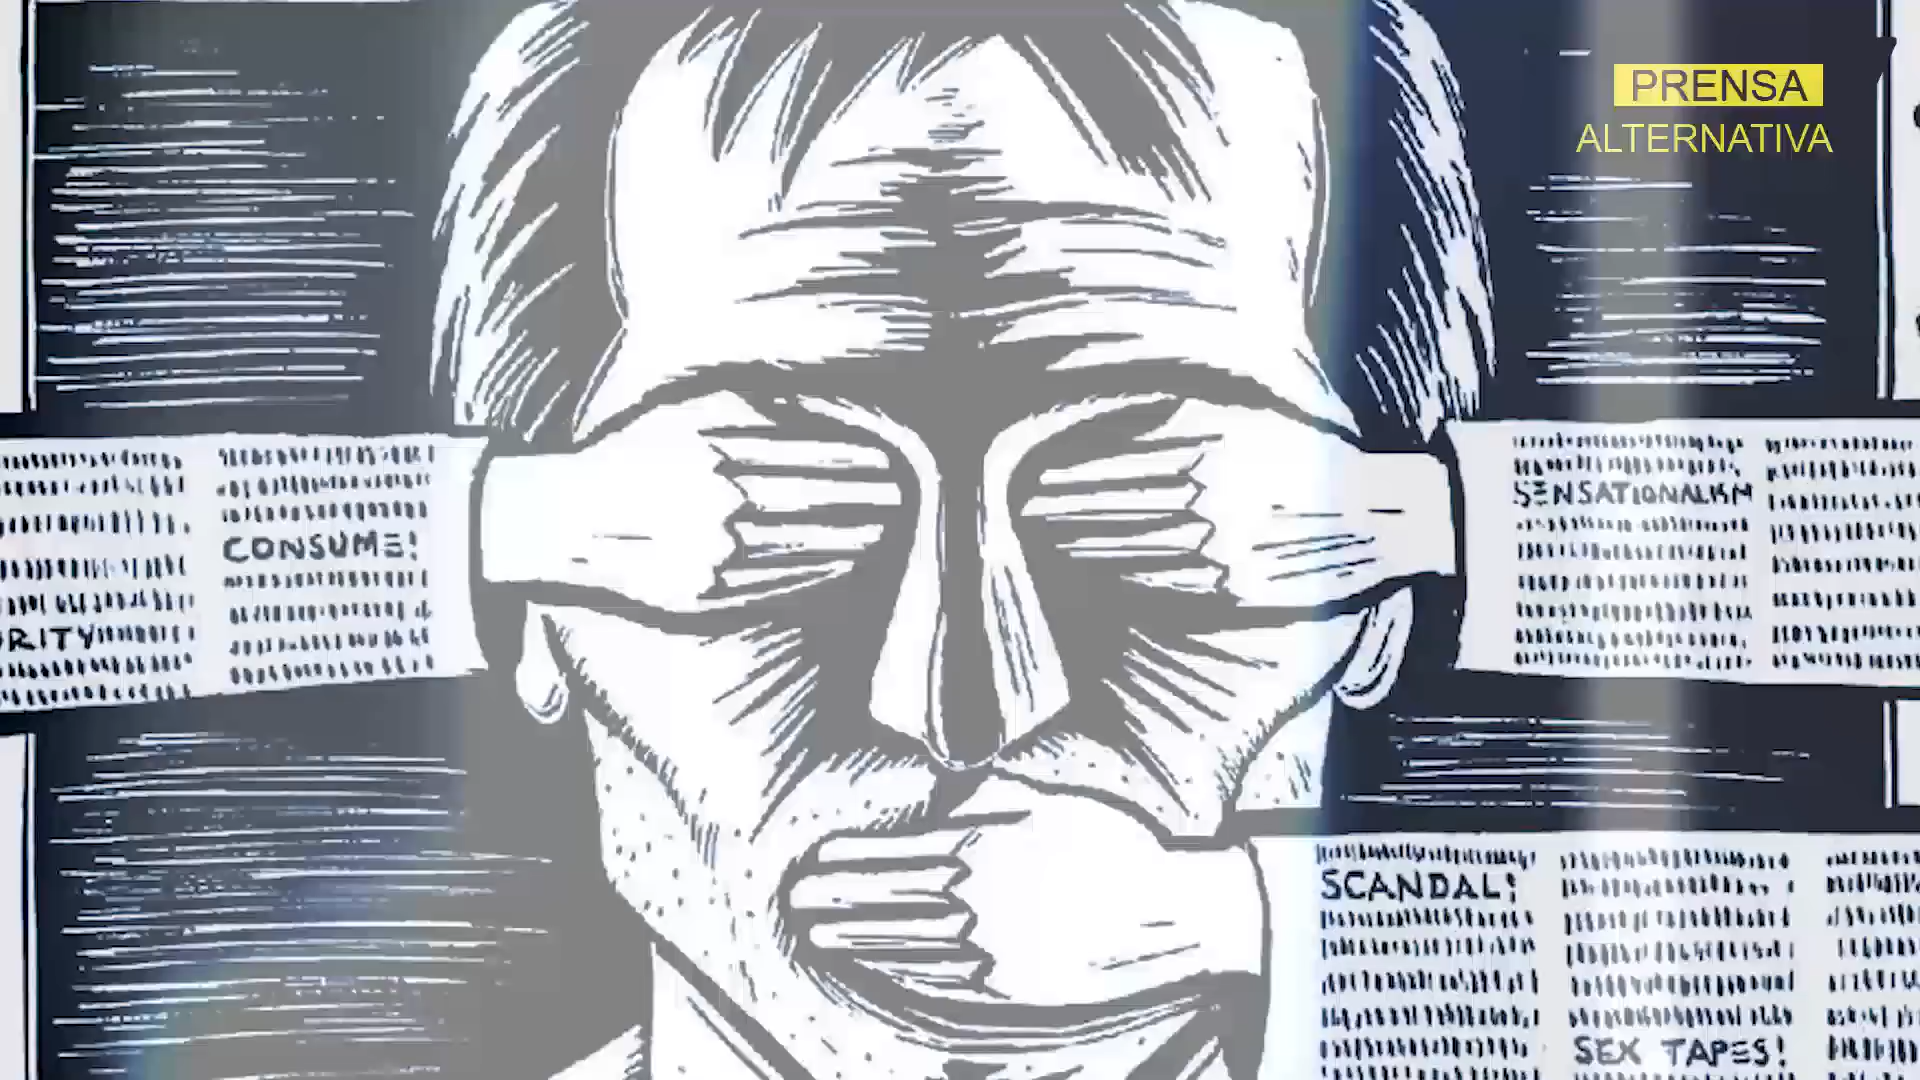 PRENSA
ALTERNATIVA
CONSUME!
RITY
SENSATIONALISM
SCANDAL!
SEX TAPES!